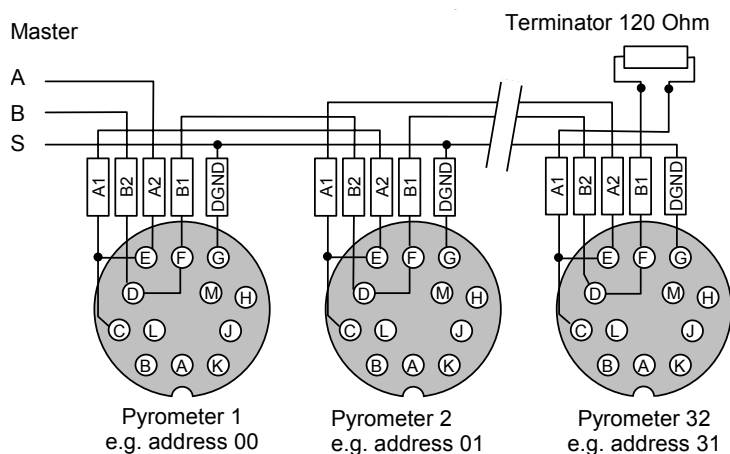 Terminator 120 Ohm
Master
A
B
S
A1 B2 A2 B1 DGND
A1 B2 A2 B1 DGND
A1 B2 A2 B1 DGND
E F G
D M H
C L J
B A K
E F G
D M H
C L J
B A K
E F G
D M H
C L J
B A K
Pyrometer 1
e.g. address 00
Pyrometer 2
e.g. address 01
Pyrometer 32
e.g. address 31